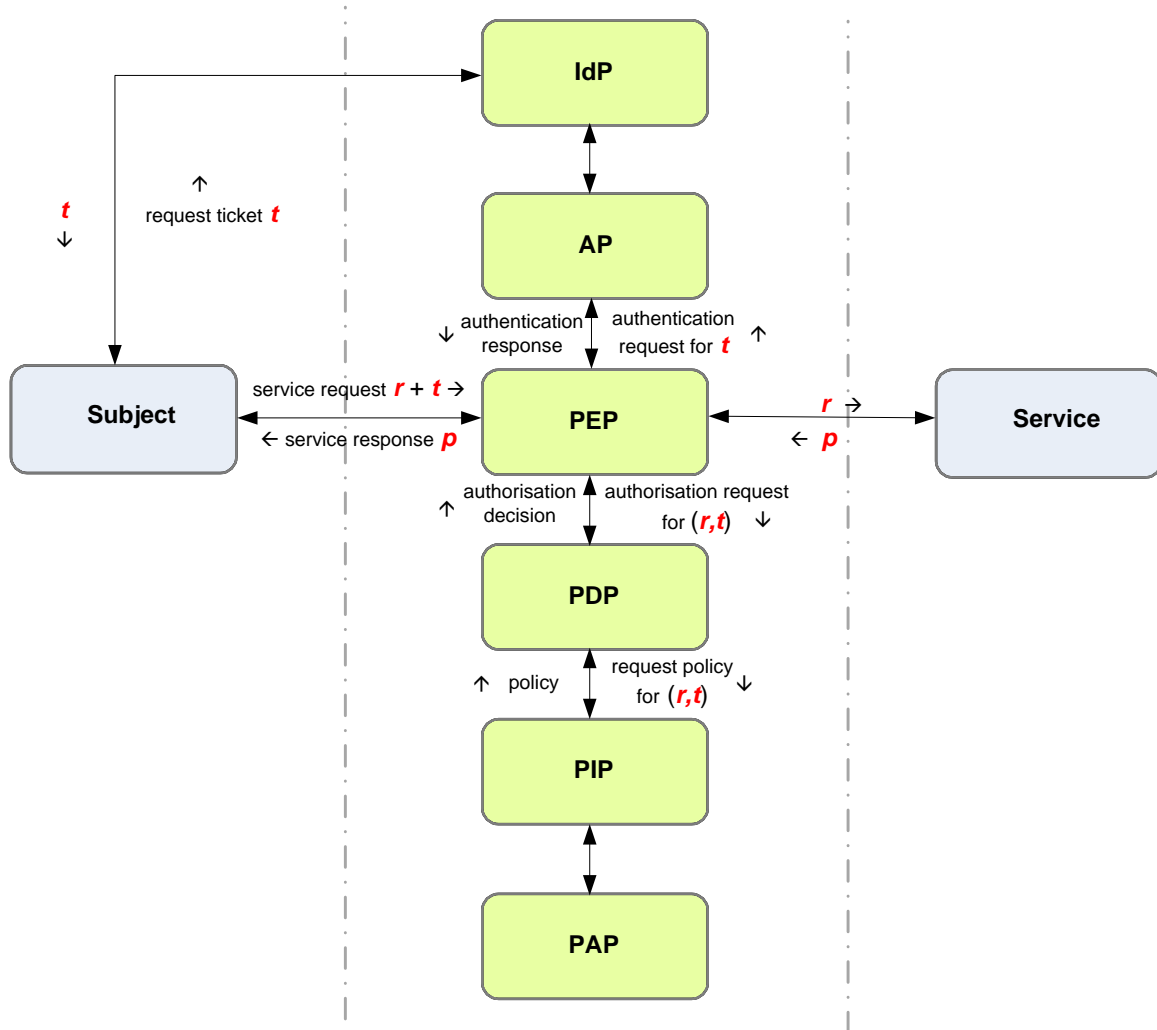 IdP
↑
request ticket t
t
↓
AP
↓ authentication
response
authentication
request for t ↑
Subject
service request r + t →
← service response p
PEP
r →
← p
Service
↑ authorisation
decision
authorisation request
for (r,t) ↓
PDP
↑ policy
request policy
for (r,t) ↓
PIP
PAP